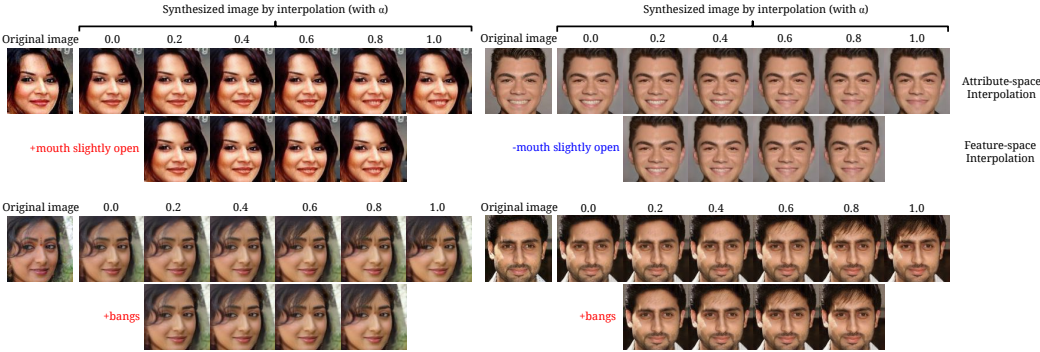 Synthesized image by interpolation (with α)
Synthesized image by interpolation (with α)
Original image 0.0 0.2 0.4 0.6 0.8 1.0
Original image 0.0 0.2 0.4 0.6 0.8 1.0
Attribute-space
Interpolation
+mouth slightly open
-mouth slightly open
Feature-space
Interpolation
Original image 0.0 0.2 0.4 0.6 0.8 1.0
Original image 0.0 0.2 0.4 0.6 0.8 1.0
+bangs
+bangs